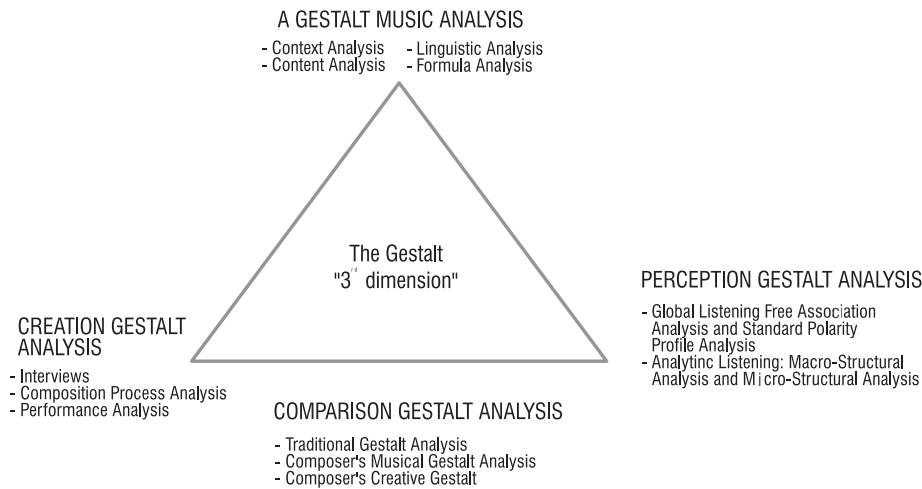 A GESTALT MUSIC ANALYSIS
- Context Analysis - Linguistic Analysis
- Content Analysis - Formula Analysis
The Gestalt
"3rd dimension"
PERCEPTION GESTALT ANALYSIS
- Global Listening Free Association
Analysis and Standard Polarity
Profile Analysis
- Analytinc Listening: Macro-Structural
Analysis and Micro-Structural Analysis
CREATION GESTALT
ANALYSIS
- Interviews
- Composition Process Analysis
- Performance Analysis
COMPARISON GESTALT ANALYSIS
- Traditional Gestalt Analysis
- Composer's Musical Gestalt Analysis
- Composer's Creative Gestalt